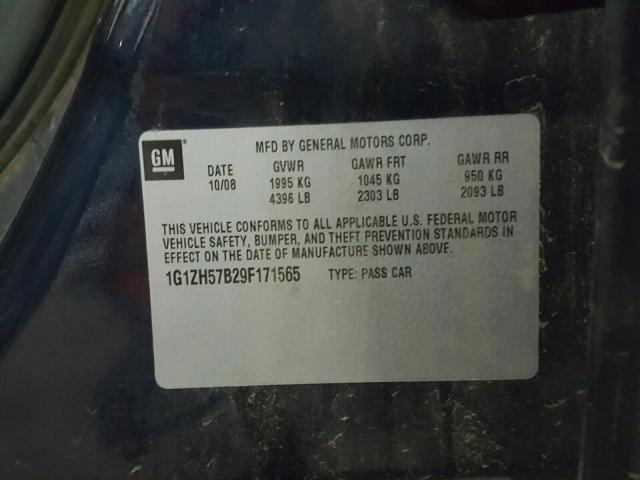 GM
MFD BY GENERAL MOTORS CORP.
DATE GVWR GAWR FRT GAWR RR
10/08 1995 KG 1045 KG 950 KG
4396 LB 2303 LB 2093 LB
THIS VEHICLE CONFORMS TO ALL APPLICABLE U.S. FEDERAL MOTOR
VEHICLE SAFETY, BUMPER, AND THEFT PREVENTION STANDARDS IN
EFFECT ON THE DATE OF MANUFACTURE SHOWN ABOVE.
1G1ZH57B29F171565 TYPE: PASS CAR